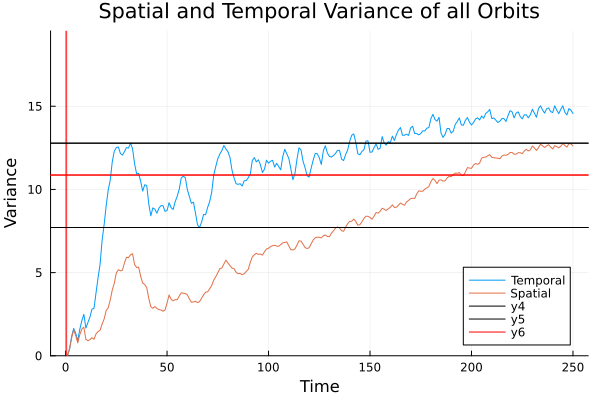 Spatial and Temporal Variance of all Orbits
Variance
15
10
5
0
0 50 100 150 200 250
Time
Temporal
Spatial
y4
y5
y6